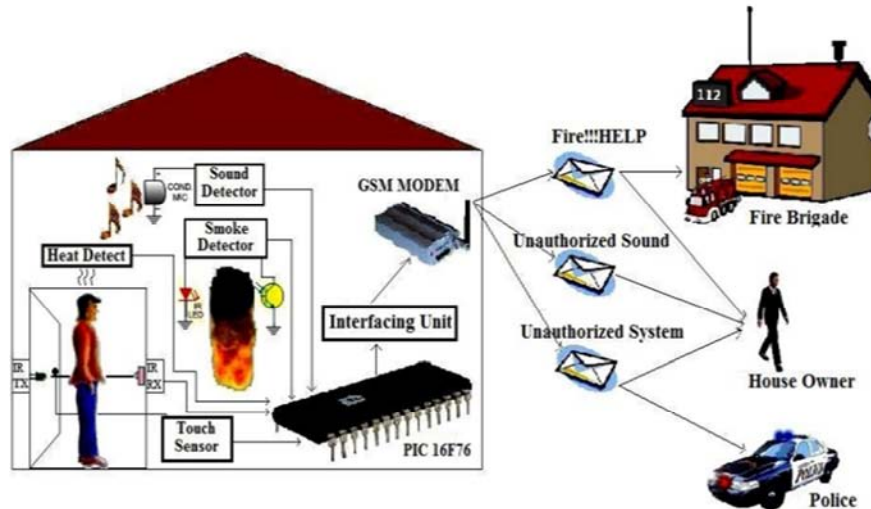 112
Fire!!!HELP
Sound
Detector
COND
MIC
GSM MODEM
Smoke
Detector
Fire Brigade
Unauthorized Sound
Heat Detect
IR
LED
Interfacing Unit
Unauthorized System
IR
TX
IR
RX
House Owner
Touch
Sensor
PIC 16F76
POLICE
Police